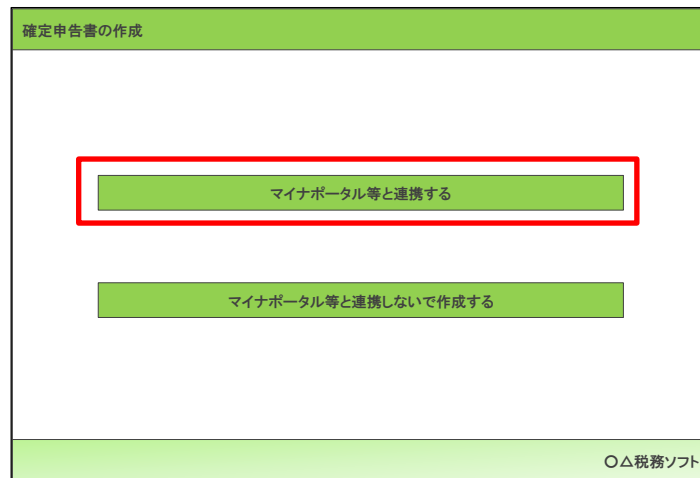 確定申告書の作成
マイナポータル等と連携する
マイナポータル等と連携しないで作成する
〇△税務ソフト